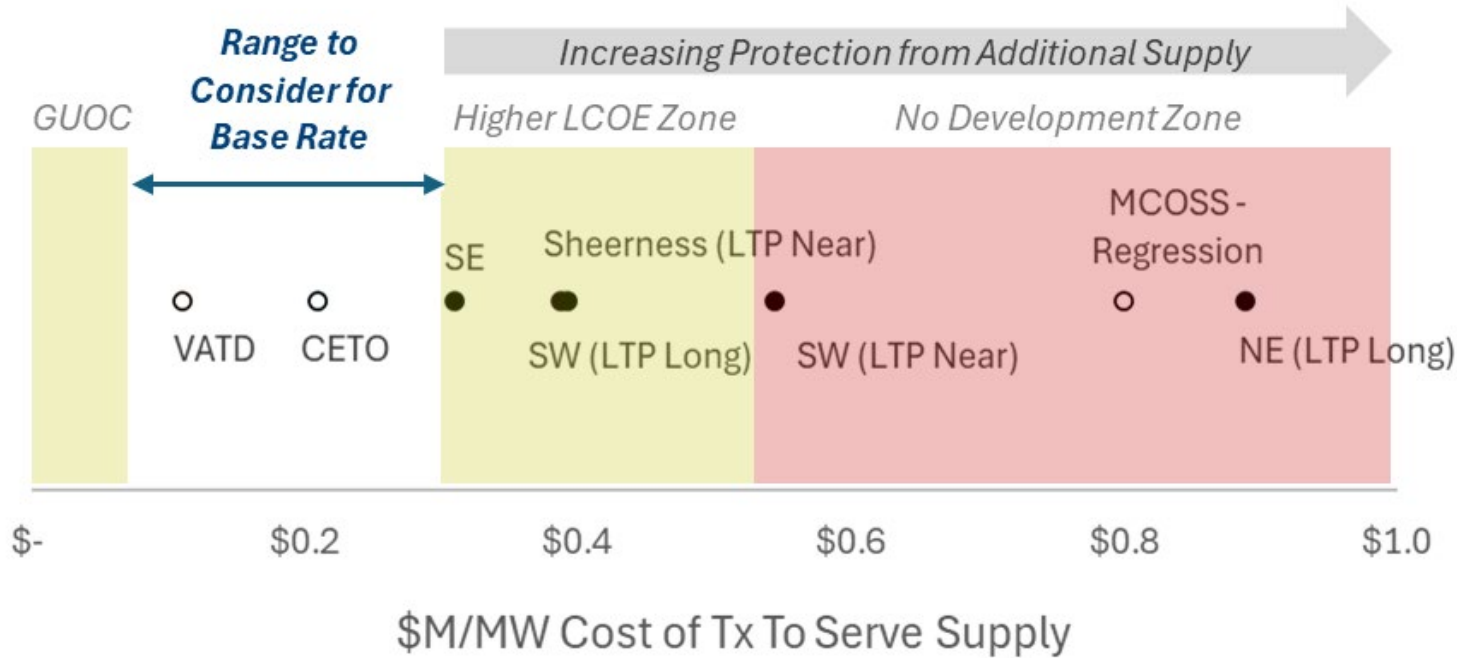 Range to
Consider for
Base Rate
Increasing Protection from Additional Supply
GUOC
Higher LCOE Zone
No Development Zone
MCOSS -
Regression
SE
Sheerness (LTP Near)
VATD
CETO
SW (LTP Long)
SW (LTP Near)
NE (LTP Long)
$-
$0.2
$0.4
$0.6
$0.8
$1.0
$M/MW Cost of Tx To Serve Supply